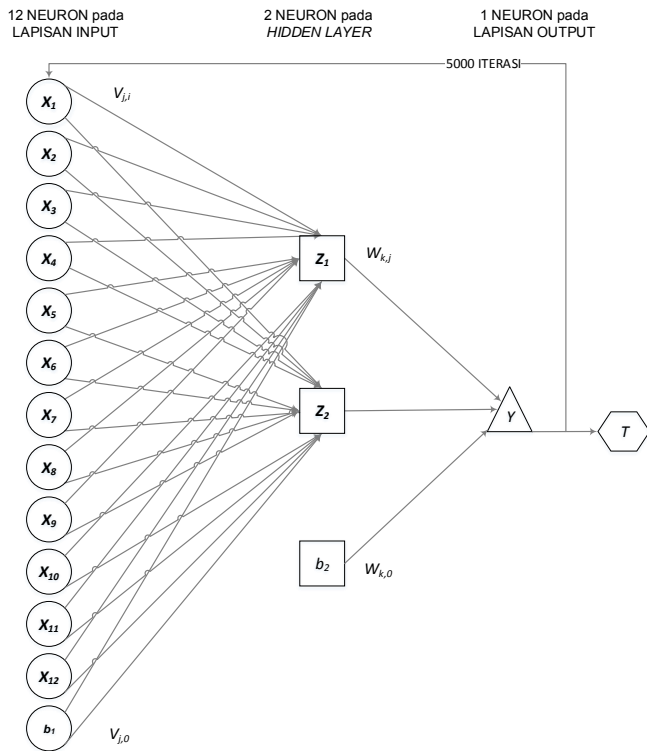 12 NEURON pada
LAPISAN INPUT
2 NEURON pada
HIDDEN LAYER
1 NEURON pada
LAPISAN OUTPUT
5000 ITERASI
X1
Vj,i
X2
X3
X4
Z1
Wk,j
X5
X6
X7
Z2
Y
T
X8
X9
X10
b2
Wk,0
X11
X12
b1
Vj,0